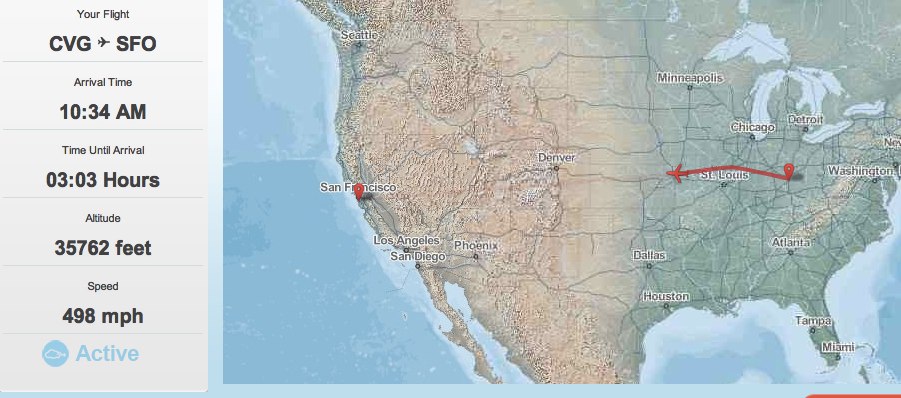 Your Flight
CVG ✈ SFO
Arrival Time
10:34 AM
Time Until Arrival
03:03 Hours
Altitude
35762 feet
Speed
498 mph
Active
Seattle
Minneapolis
Detroit
Chicago
New
Denver
Washington,
St. Louis
San Francisco
Los Angeles
Phoenix
Atlanta
San Diego
Dallas
Houston
Tampa
Miami